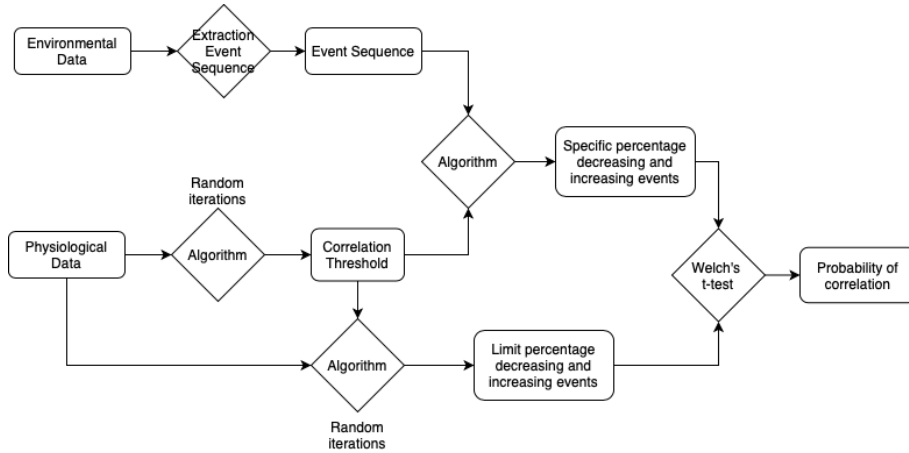 Environmental
Data
Extraction
Event
Sequence
Event Sequence
Algorithm
Specific percentage
decreasing and
increasing events
Random
iterations
Physiological
Data
Algorithm
Correlation
Threshold
Welch's
t-test
Probability of
correlation
Algorithm
Limit percentage
decreasing and
increasing events
Random
iterations